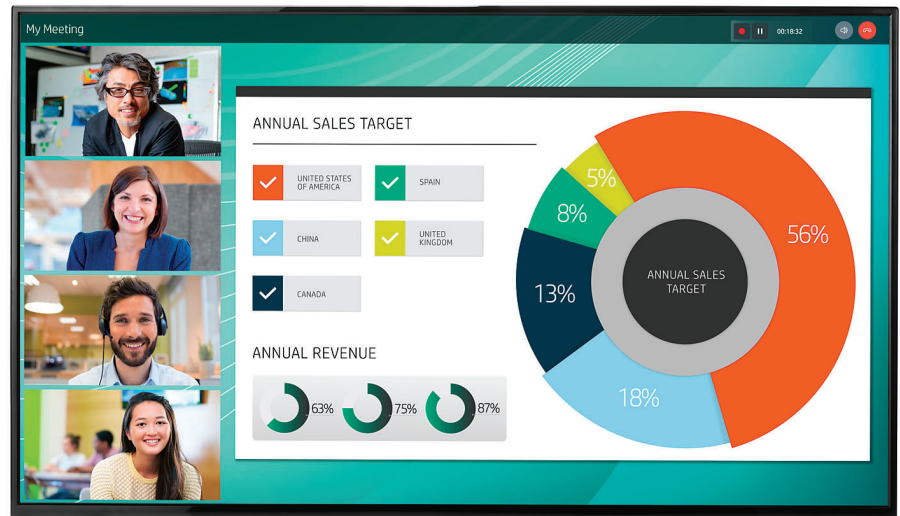 My Meeting
00:18:32
ANNUAL SALES TARGET
UNITED STATES
OF AMERICA
SPAIN
CHINA
UNITED
KINGDOM
CANADA
ANNUAL REVENUE
63%
75%
87%
5%
8%
56%
13%
18%
ANNUAL SALES
TARGET